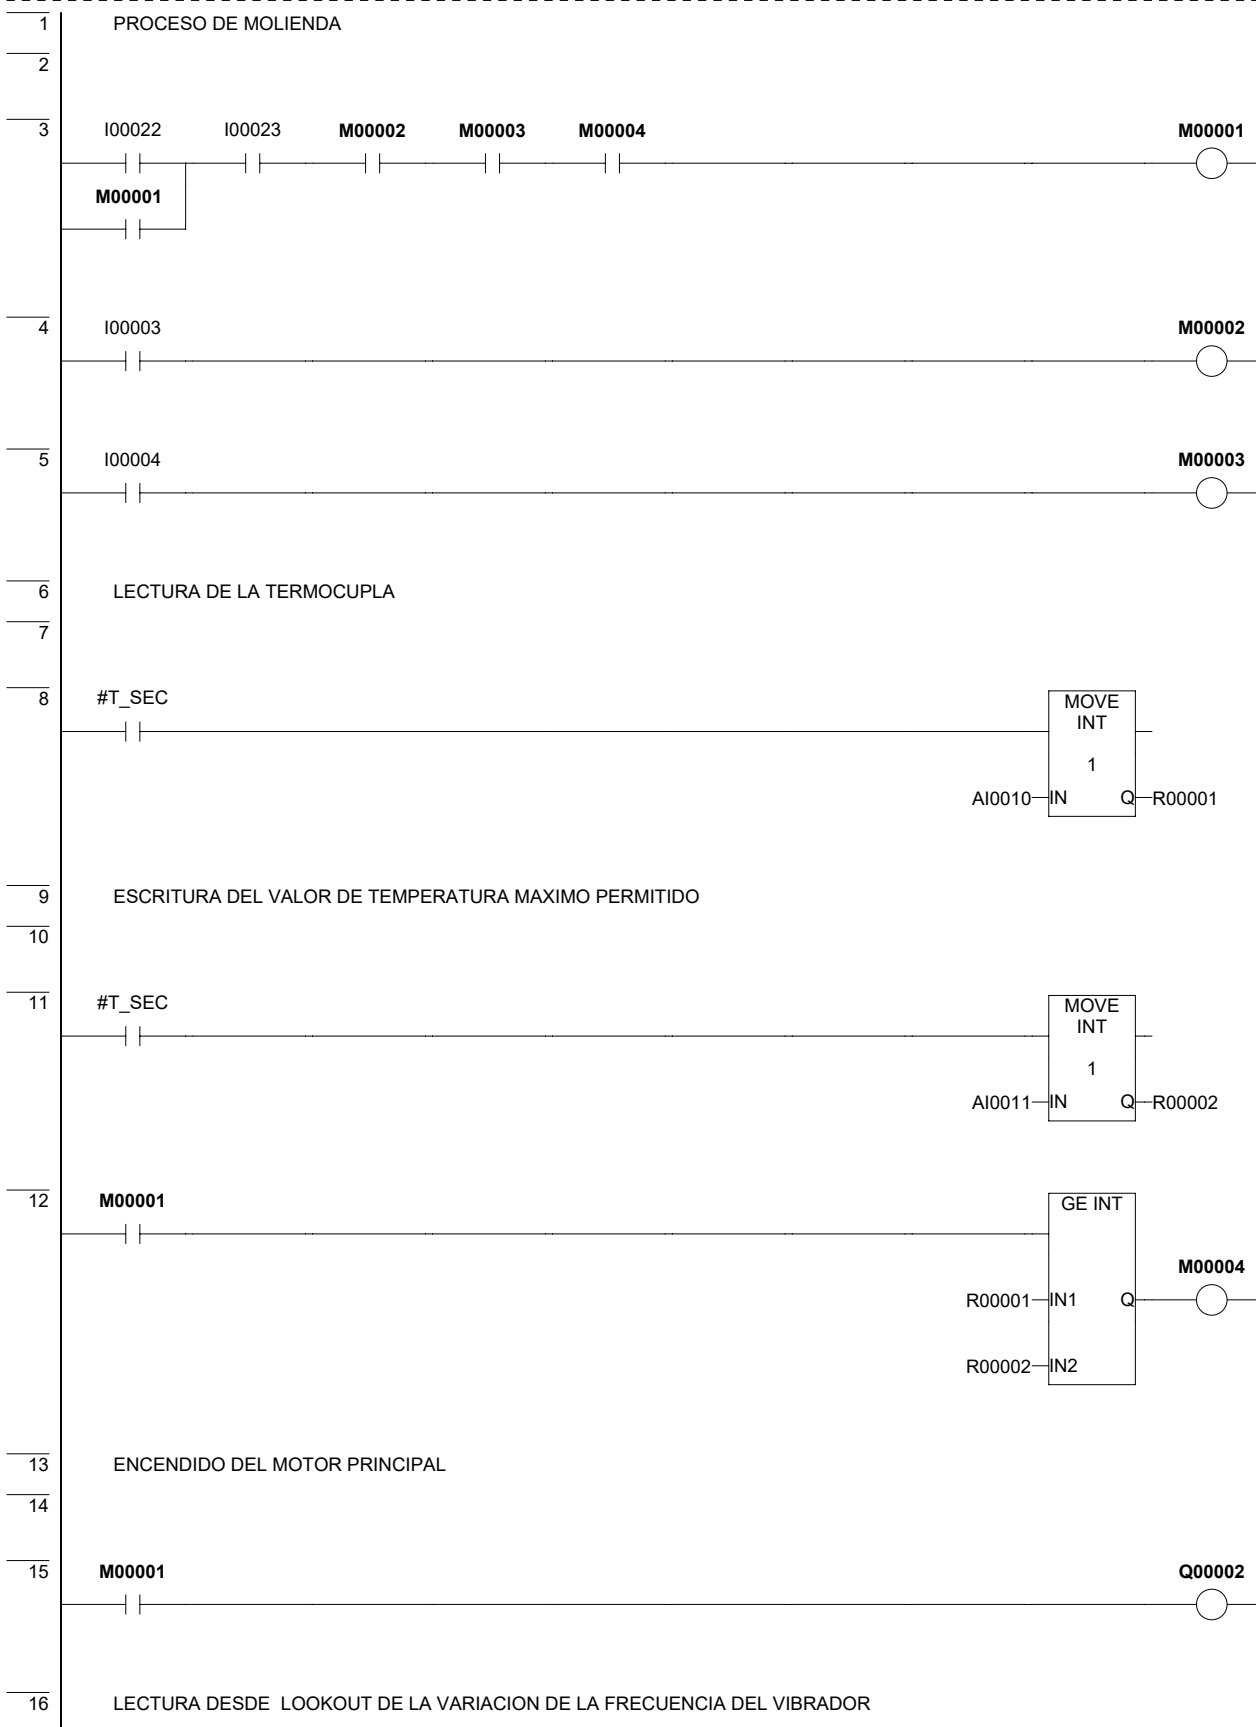 1 PROCESO DE MOLIENDA
2
3 I00022 I00023 M00002 M00003 M00004 M00001
M00001
4 I00003 M00002
5 I00004 M00003
6 LECTURA DE LA TERMOCUPLA
7
8 #T_SEC MOVE
INT
1
AI0010 IN Q R00001
9 ESCRITURA DEL VALOR DE TEMPERATURA MAXIMO PERMITIDO
10
11 #T_SEC MOVE
INT
1
AI0011 IN Q R00002
12 M00001 GE INT
M00004
R00001 IN1 Q
R00002 IN2
13 ENCENDIDO DEL MOTOR PRINCIPAL
14
15 M00001 Q00002
16 LECTURA DESDE LOOKOUT DE LA VARIACION DE LA FRECUENCIA DEL VIBRADOR